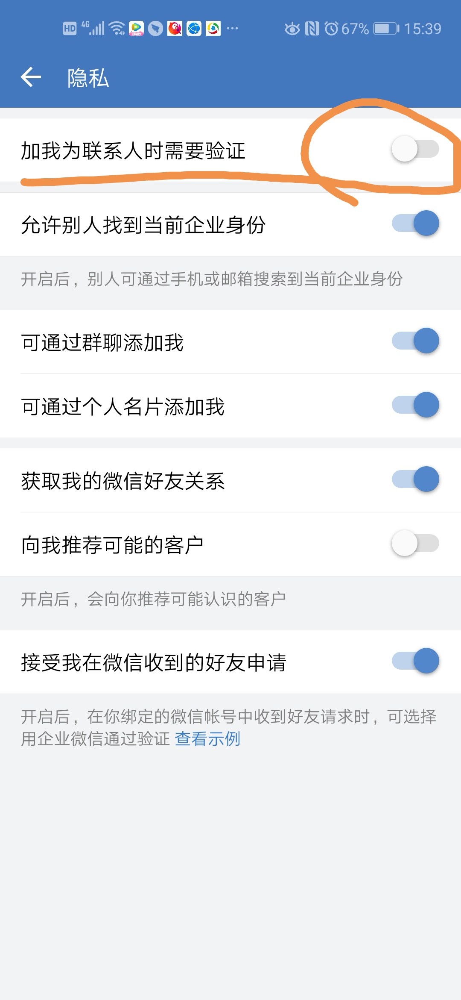 HD 4G 67% 15:39
隐私
加我为联系人时需要验证
允许别人找到当前企业身份
开启后，别人可通过手机或邮箱搜索到当前企业身份
可通过群聊添加我
可通过个人名片添加我
获取我的微信好友关系
向我推荐可能的客户
开启后，会向你推荐可能认识的客户
接受我在微信收到的好友申请
开启后，在你绑定的微信帐号中收到好友请求时，可选择
用企业微信通过验证 查看示例